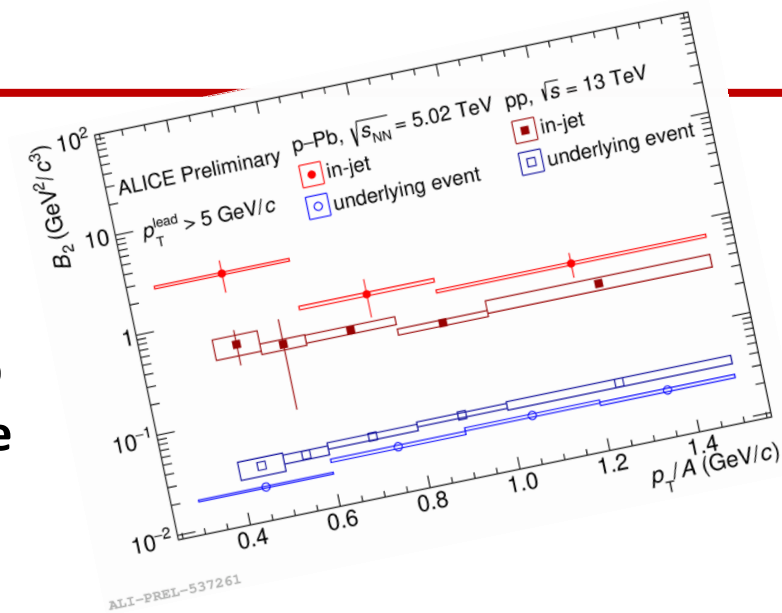 p–Pb, √sNN = 5.02 TeV
pp, √s = 13 TeV
ALICE Preliminary
in-jet
in-jet
pTlead > 5 GeV/c
underlying event
underlying event
B2 (GeV2/c3)
102
10
1
10−1
10−2
0.4
0.6
0.8
1.0
1.2
1.4
pT/A (GeV/c)
ALI-PREL-537261
e